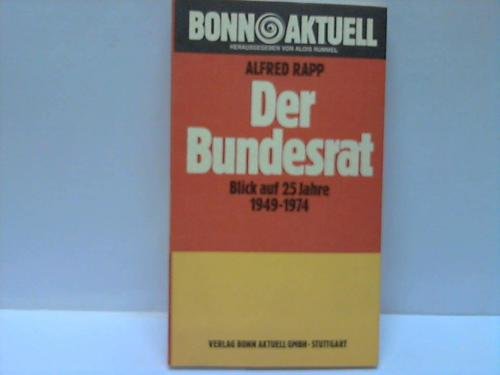 BONN AKTUELL
HERAUSGEGEBEN VON ALOIS RUMMEL
ALFRED RAPP
Der
Bundesrat
Blick auf 25 Jahre
1949-1974
VERLAG BONN AKTUELL GMBH · STUTTGART